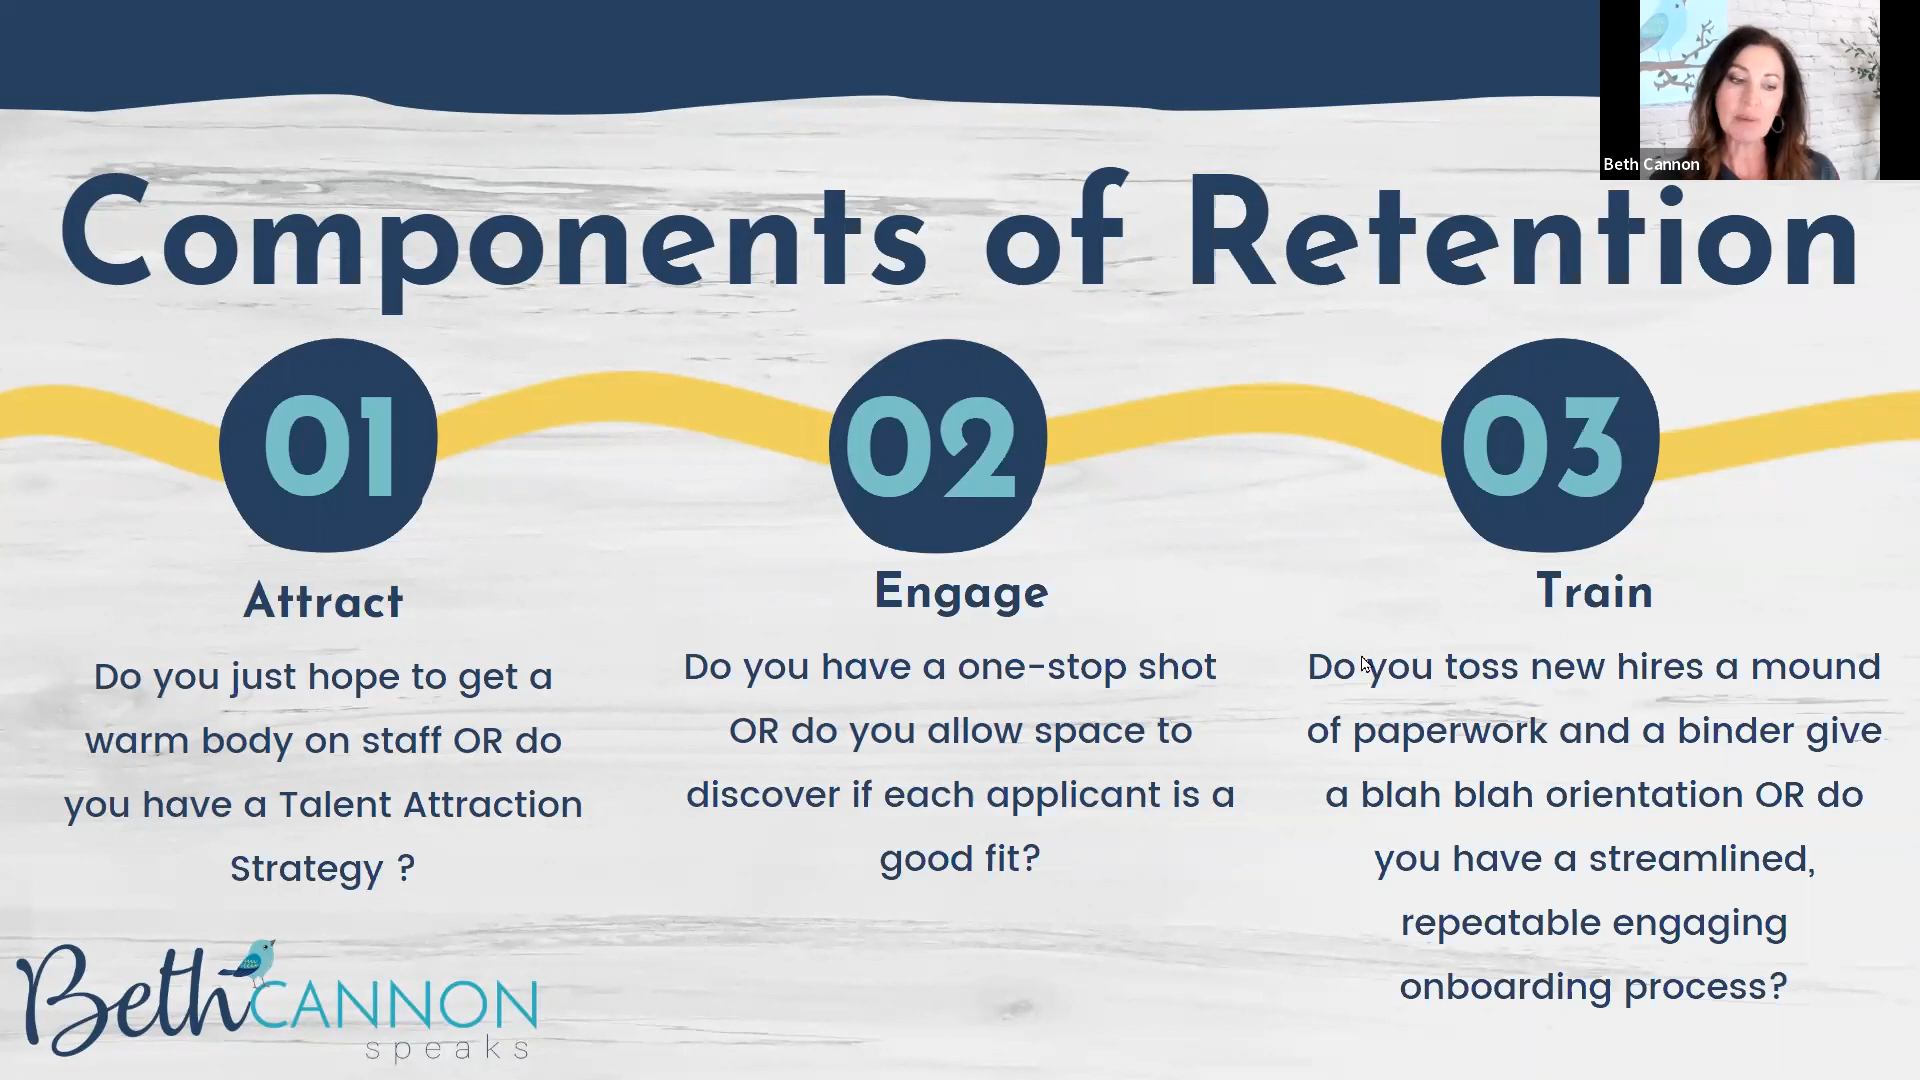 Beth Cannon
Components of Retention
01
Attract
Do you just hope to get a
warm body on staff OR do
you have a Talent Attraction
Strategy ?
02
Engage
Do you have a one-stop shot
OR do you allow space to
discover if each applicant is a
good fit?
03
Train
Do you toss new hires a mound
of paperwork and a binder give
a blah blah orientation OR do
you have a streamlined,
repeatable engaging
onboarding process?
Beth CANNON
speaks